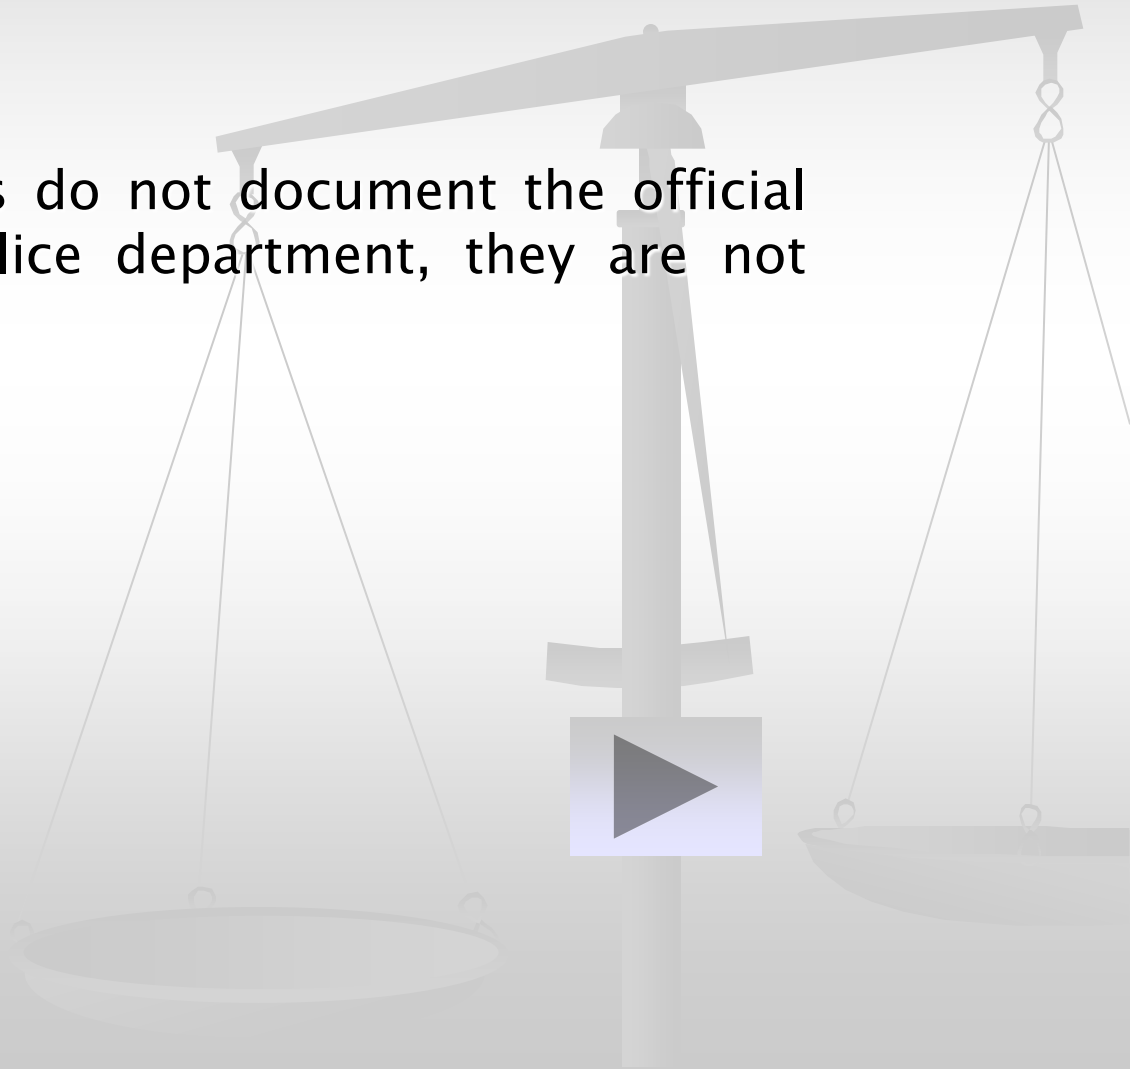 do not document the official
department, they are not